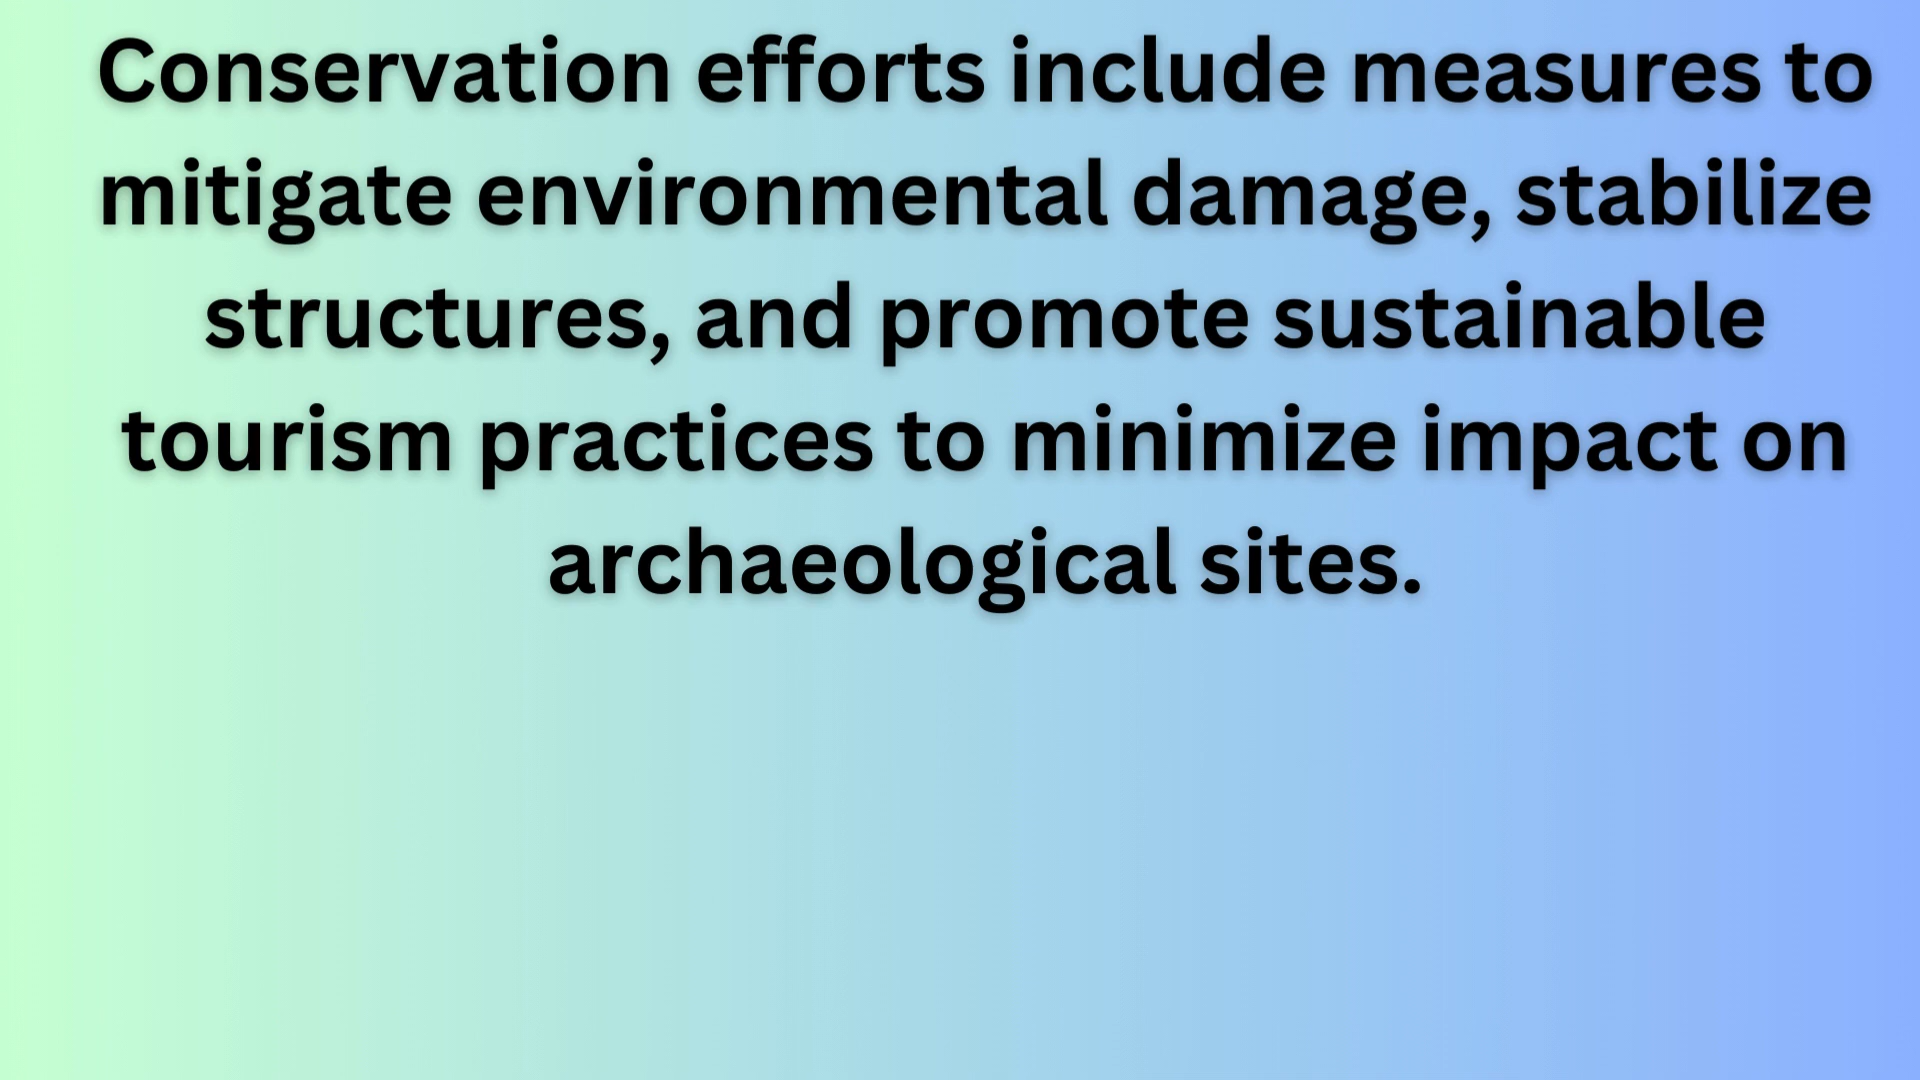 Conservation efforts include measures to
mitigate environmental damage, stabilize
structures, and promote sustainable
tourism practices to minimize impact on
archaeological sites.